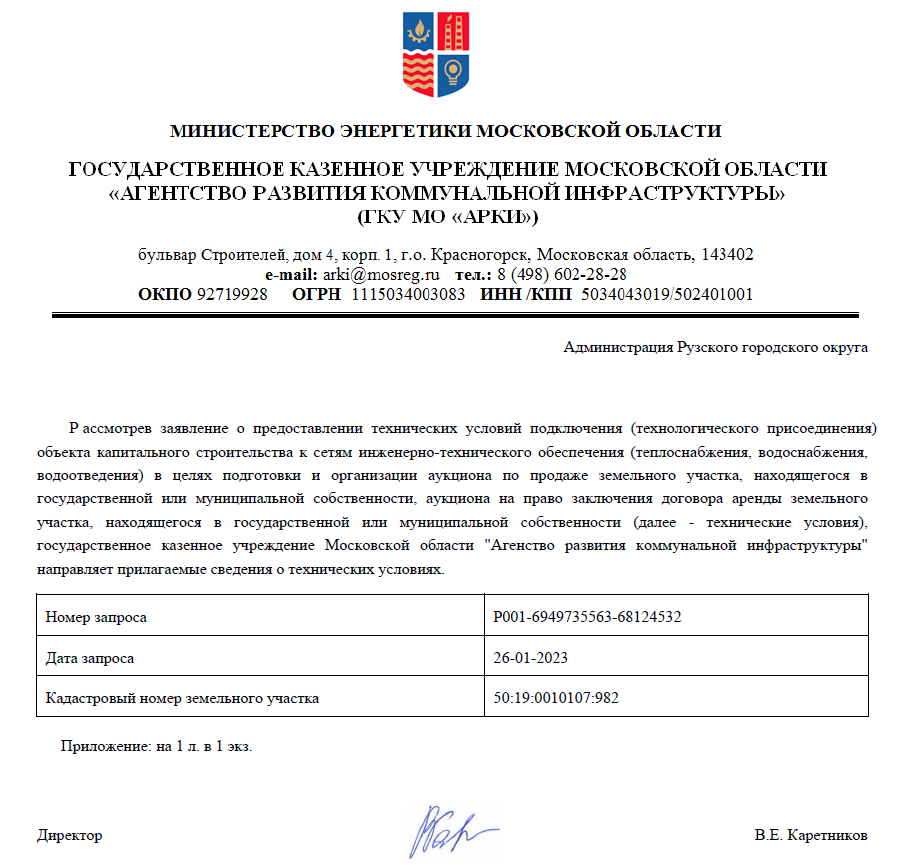 МИНИСТЕРСТВО ЭНЕРГЕТИКИ МОСКОВСКОЙ ОБЛАСТИ
ГОСУДАРСТВЕННОЕ КАЗЕННОЕ УЧРЕЖДЕНИЕ МОСКОВСКОЙ ОБЛАСТИ
«АГЕНТСТВО РАЗВИТИЯ КОММУНАЛЬНОЙ ИНФРАСТРУКТУРЫ»
(ГКУ МО «АРКИ»)
бульвар Строителей, дом 4, корп. 1, г.о. Красногорск, Московская область, 143402
e-mail: arki@mosreg.ru тел.: 8 (498) 602-28-28
ОКПО 92719928 ОГРН 1115034003083 ИНН /КПП 5034043019/502401001
Администрация Рузского городского округа
Р ассмотрев заявление о предоставлении технических условий подключения (технологического присоединения)
объекта капитального строительства к сетям инженерно-технического обеспечения (теплоснабжения, водоснабжения,
водоотведения) в целях подготовки и организации аукциона по продаже земельного участка, находящегося в
государственной или муниципальной собственности, аукциона на право заключения договора аренды земельного
участка, находящегося в государственной или муниципальной собственности (далее - технические условия),
государственное казенное учреждение Московской области "Агенство развития коммунальной инфраструктуры"
направляет прилагаемые сведения о технических условиях.
Номер запроса Р001-6949735563-68124532
Дата запроса 26-01-2023
Кадастровый номер земельного участка 50:19:0010107:982
Приложение: на 1 л. в 1 экз.
Директор В.Е. Каретников